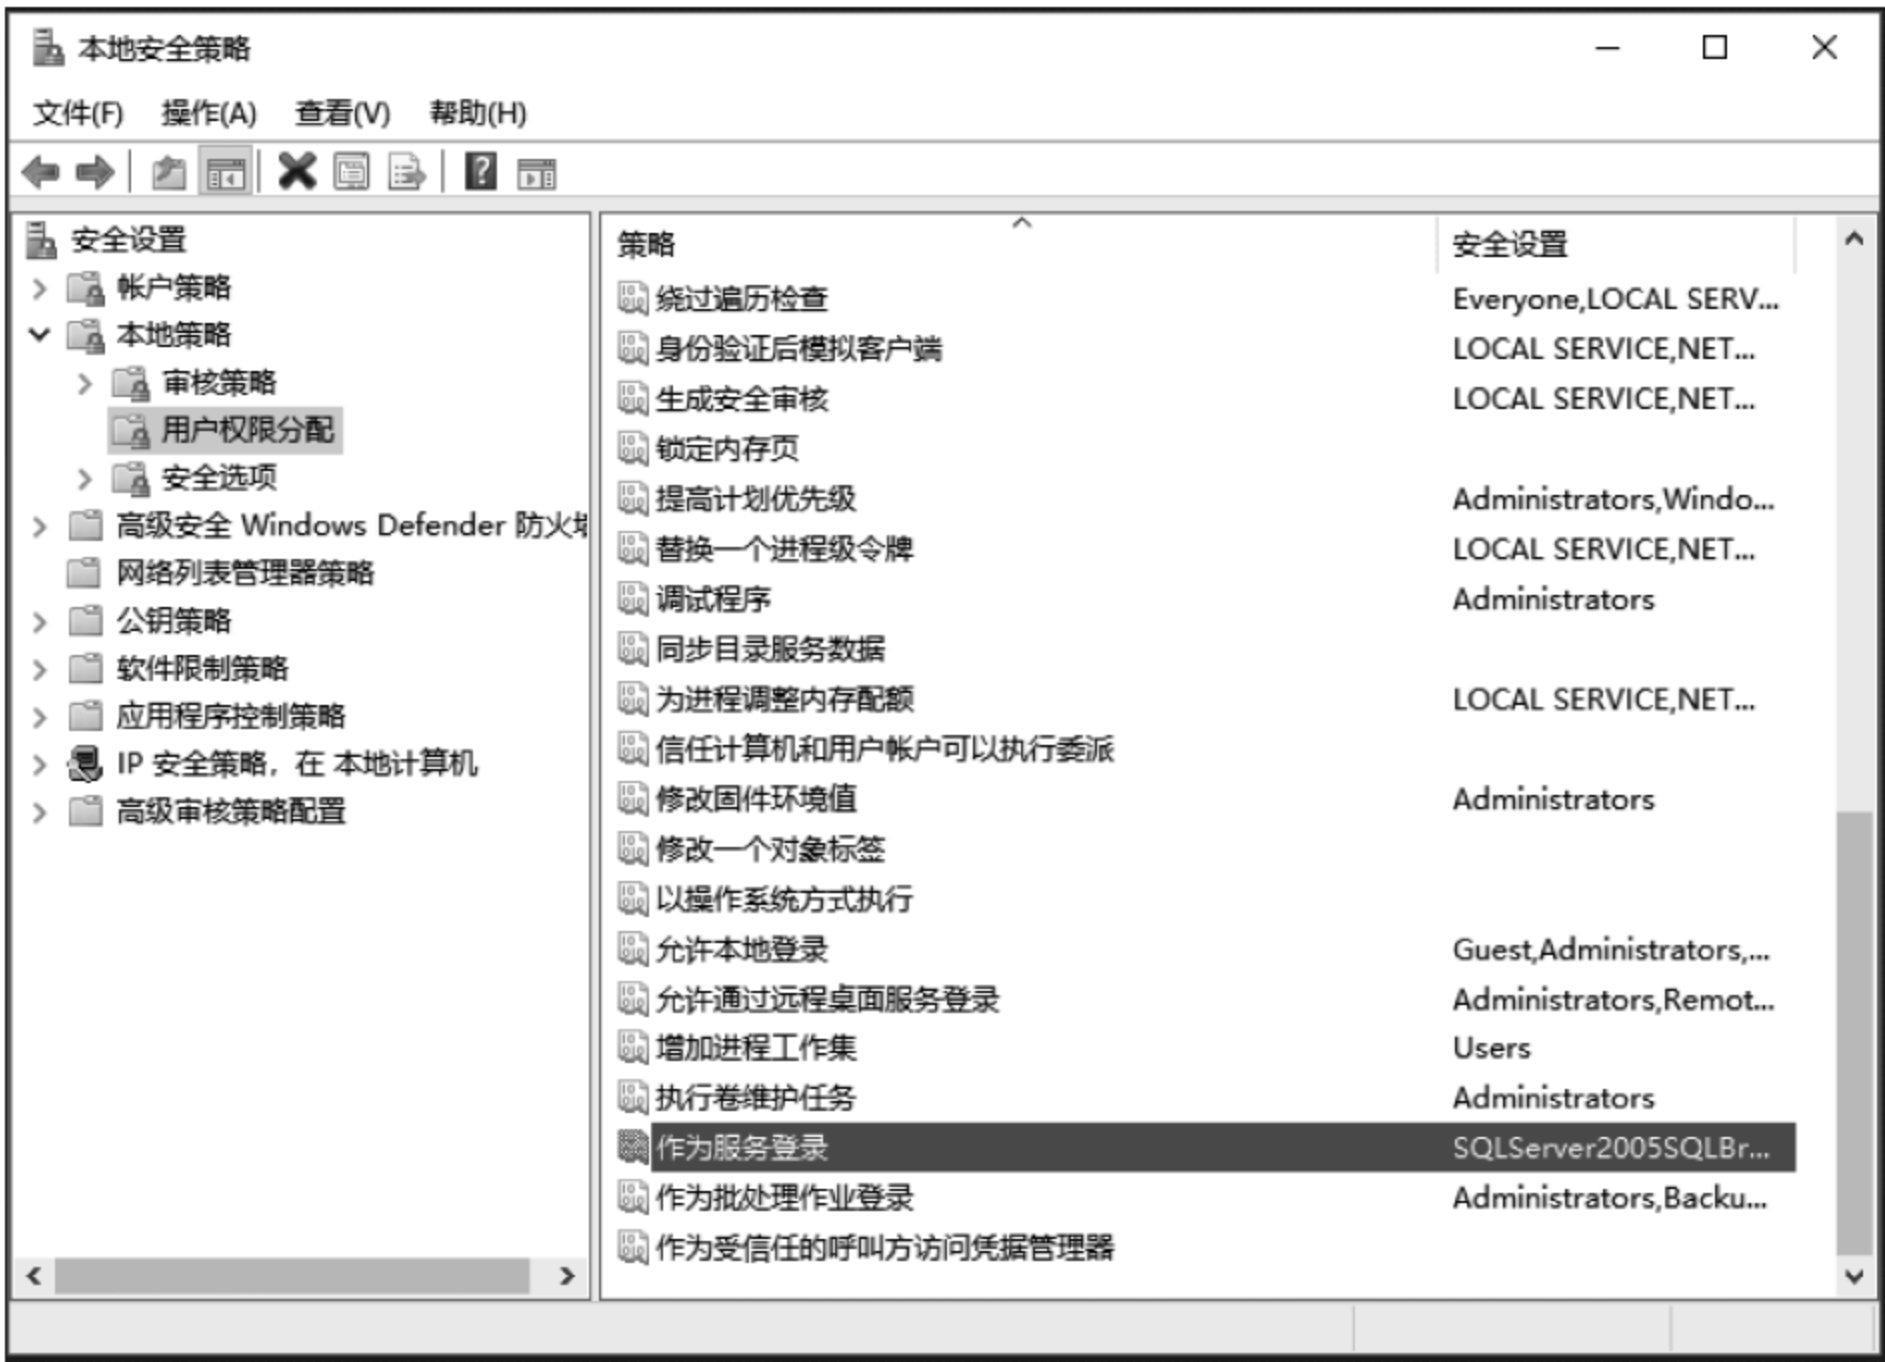 本地安全策略
文件(F) 操作(A) 查看(V) 帮助(H)
安全设置
帐户策略
本地策略
审核策略
用户权限分配
安全选项
高级安全 Windows Defender 防火
网络列表管理器策略
公钥策略
软件限制策略
应用程序控制策略
IP 安全策略，在 本地计算机
高级审核策略配置
策略 安全设置
绕过遍历检查 Everyone,LOCAL SERV...
身份验证后模拟客户端 LOCAL SERVICE,NET...
生成安全审核 LOCAL SERVICE,NET...
锁定内存页
提高计划优先级 Administrators,Windo...
替换一个进程级令牌 LOCAL SERVICE,NET...
调试程序 Administrators
同步目录服务数据
为进程调整内存配额 LOCAL SERVICE,NET...
信任计算机和用户帐户可以执行委派
修改固件环境值 Administrators
修改一个对象标签
以操作系统方式执行
允许本地登录 Guest,Administrators,...
允许通过远程桌面服务登录 Administrators,Remot...
增加进程工作集 Users
执行卷维护任务 Administrators
作为服务登录 SQLServer2005SQLBr...
作为批处理作业登录 Administrators,Backu...
作为受信任的呼叫方访问凭据管理器